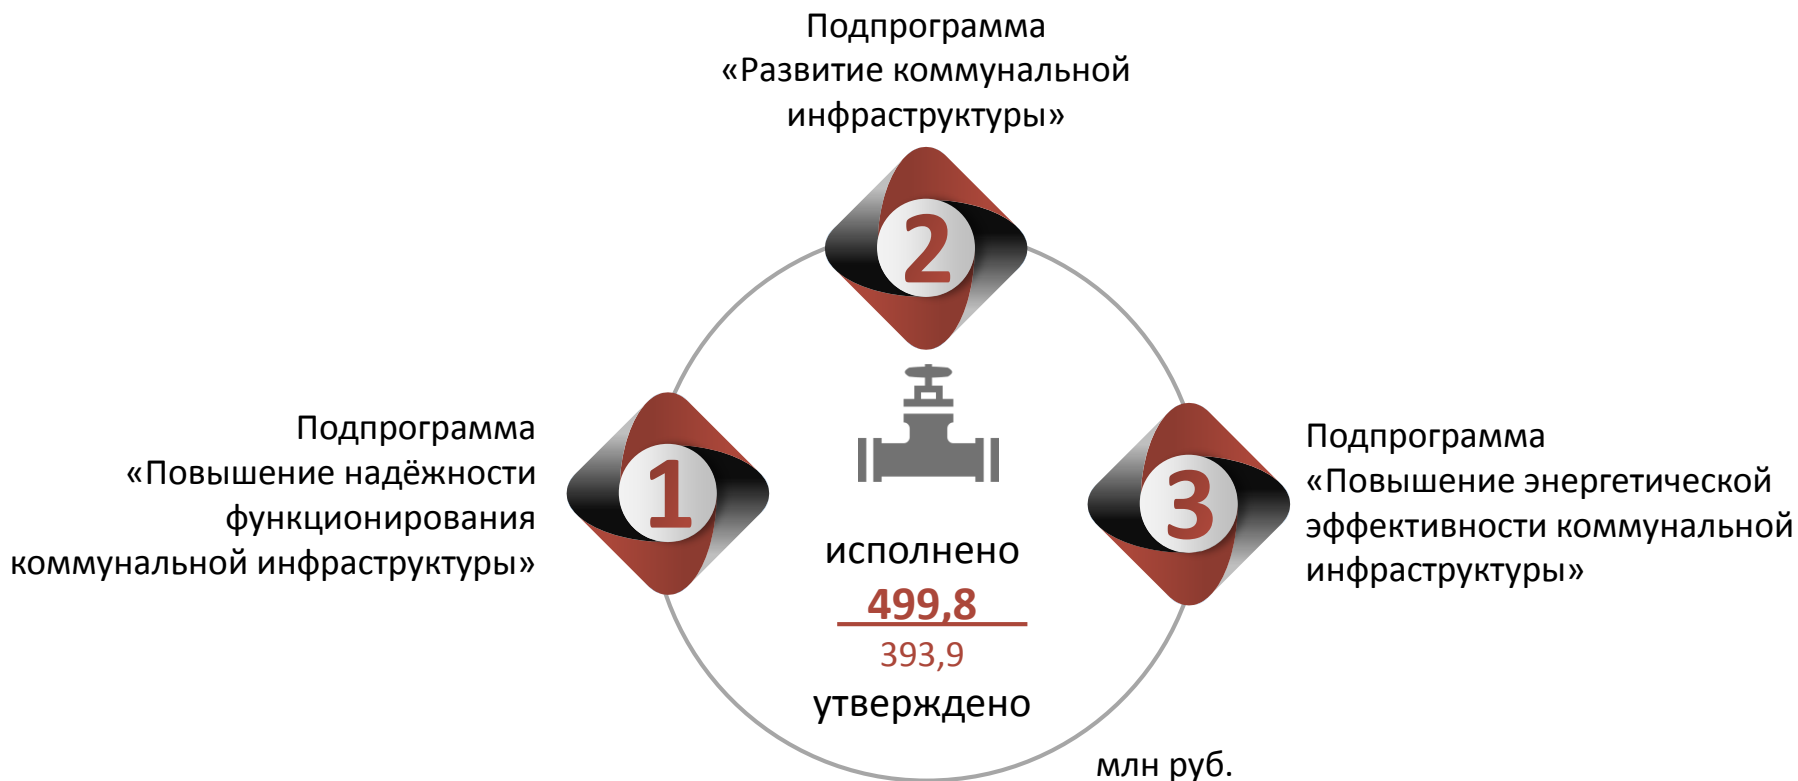 Подпрограмма
«Развитие коммунальной
инфраструктуры»
2
Подпрограмма
«Повышение надёжности
функционирования
коммунальной инфраструктуры»
1
3
Подпрограмма
«Повышение энергетической
эффективности коммунальной
инфраструктуры»
исполнено
499,8
393,9
утверждено
млн руб.